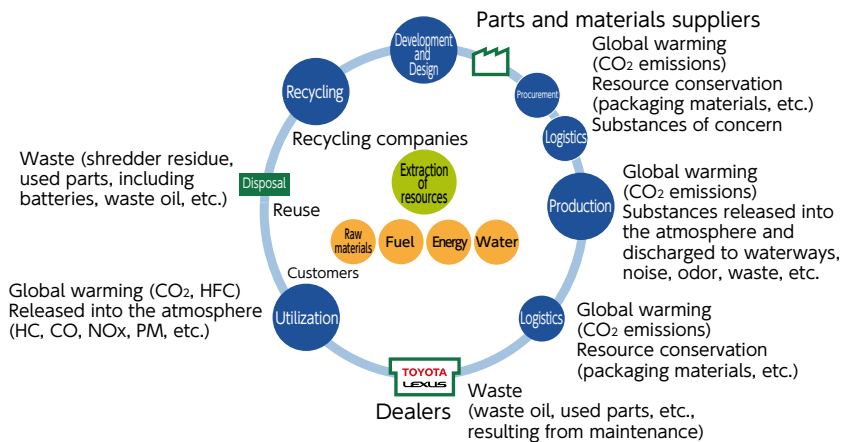 Development
and
Design
Parts and materials suppliers
Global warming
(CO₂ emissions)
Resource conservation
(packaging materials, etc.)
Substances of concern
Procurement
Logistics
Recycling
Recycling companies
Extraction
of
resources
Raw
materials
Fuel
Energy
Water
Waste (shredder residue,
used parts, including
batteries, waste oil, etc.)
Disposal
Reuse
Production
Global warming
(CO₂ emissions)
Substances released into
the atmosphere and
discharged to waterways,
noise, odor, waste, etc.
Customers
Utilization
Global warming (CO₂, HFC)
Released into the atmosphere
(HC, CO, NOx, PM, etc.)
Logistics
Global warming
(CO₂ emissions)
Resource conservation
(packaging materials, etc.)
TOYOTA
LEXUS
Dealers
Waste
(waste oil, used parts, etc.,
resulting from maintenance)